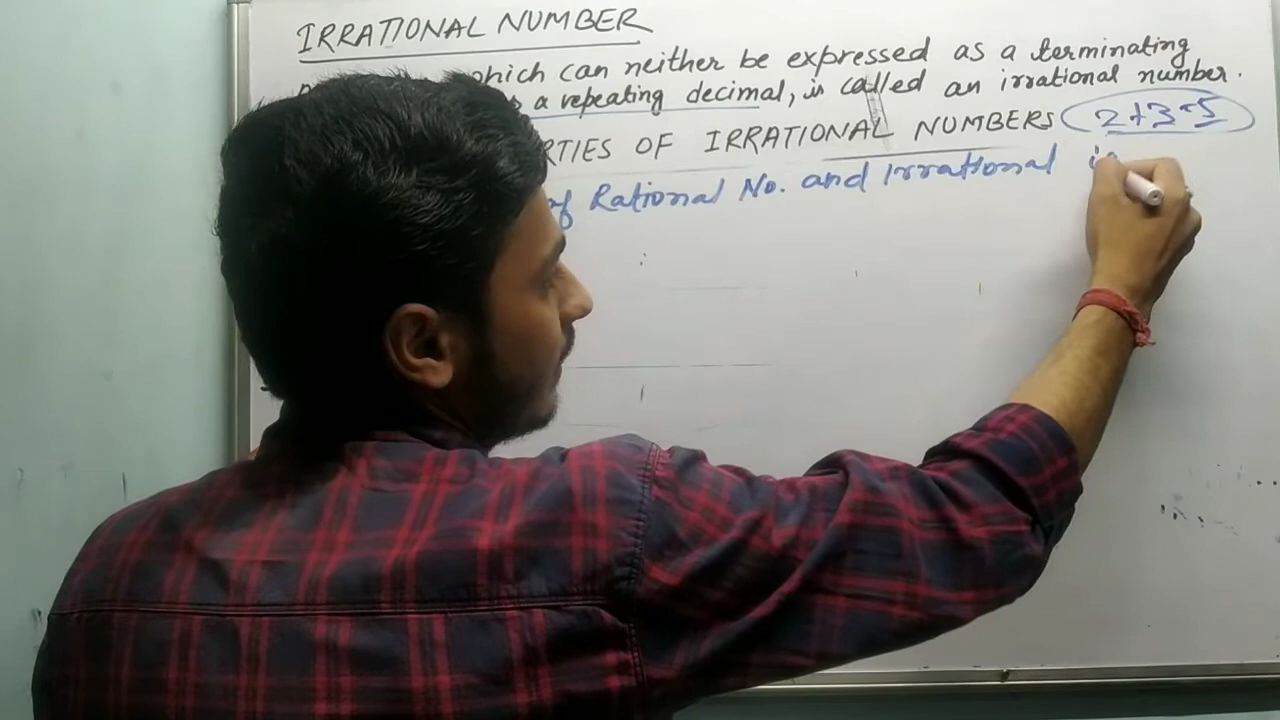 IRRATIONAL NUMBER
which can neither be expressed as a terminating
a repeating decimal, is called an irrational number.
OF IRRATIONAL NUMBERS 2+3=5
of Rational No. and Irrational is